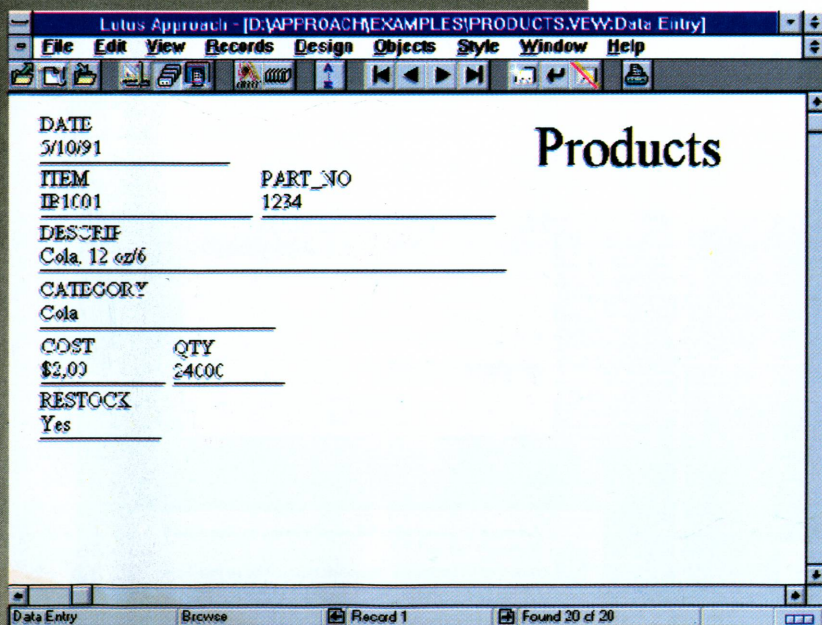 Lotus Approach - [D:\APPROACH\EXAMPLES\PRODUCTS.VEW:Data Entry]
File Edit View Records Design Objects Style Window Help
Products
DATE
5/10/91
ITEM PART_NO
IB1001 1234
DESCRIP
Cola, 12 oz/6
CATEGORY
Cola
COST QTY
$2,00 24000
RESTOCK
Yes
Data Entry Browse Record 1 Found 20 of 20